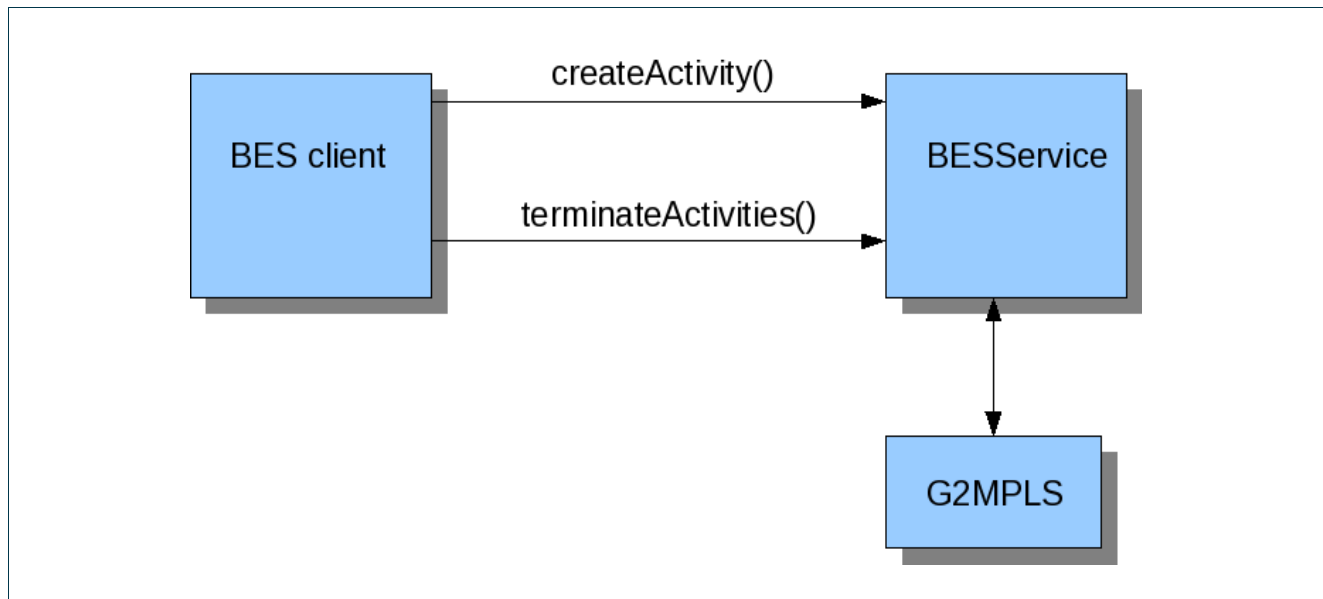 createActivity()
BES client
BESService
terminateActivities()
G2MPLS